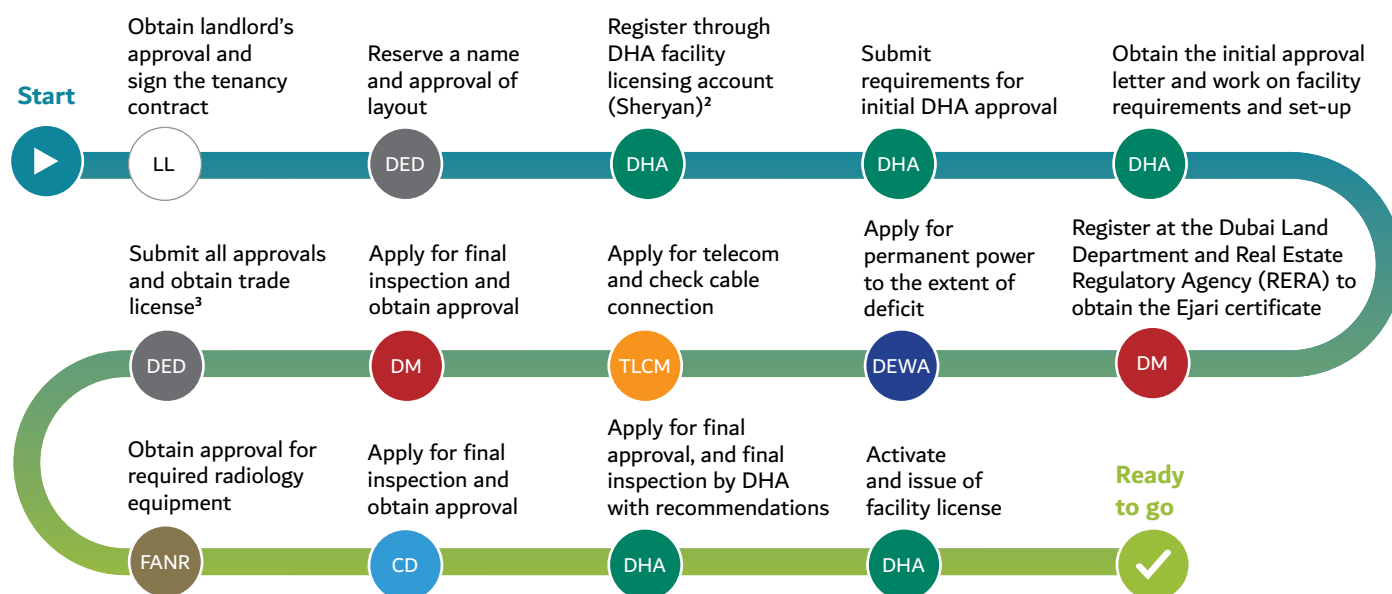 Start
Obtain landlord’s
approval and
sign the tenancy
contract
LL
Reserve a name
and approval of
layout
DED
Register through
DHA facility
licensing account
(Sheryan)²
DHA
Submit
requirements for
initial DHA approval
DHA
Obtain the initial approval
letter and work on facility
requirements and set-up
DHA
Register at the Dubai Land
Department and Real Estate
Regulatory Agency (RERA) to
obtain the Ejari certificate
DM
Apply for
permanent power
to the extent of
deficit
DEWA
Apply for telecom
and check cable
connection
TLCM
Apply for final
inspection and
obtain approval
DM
Submit all approvals
and obtain trade
license³
DED
Obtain approval for
required radiology
equipment
FANR
Apply for final
inspection and
obtain approval
CD
Apply for final
approval, and final
inspection by DHA
with recommendations
DHA
Activate
and issue of
facility license
DHA
Ready
to go